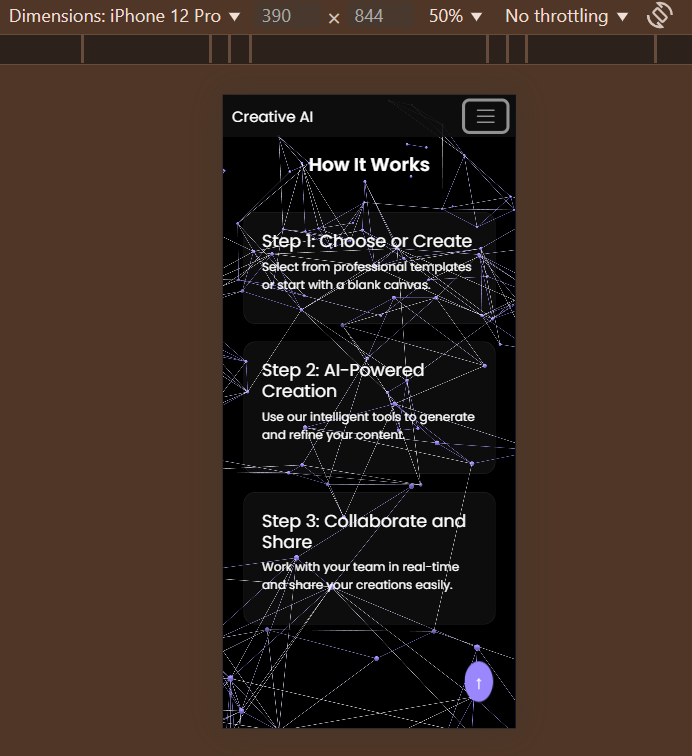 Dimensions: iPhone 12 Pro ▼ 390 × 844 50% ▼ No throttling ▼
Creative AI
How It Works
Step 1: Choose or Create
Select from professional templates
or start with a blank canvas.
Step 2: AI-Powered
Creation
Use our intelligent tools to generate
and refine your content.
Step 3: Collaborate and
Share
Work with your team in real-time
and share your creations easily.
↑